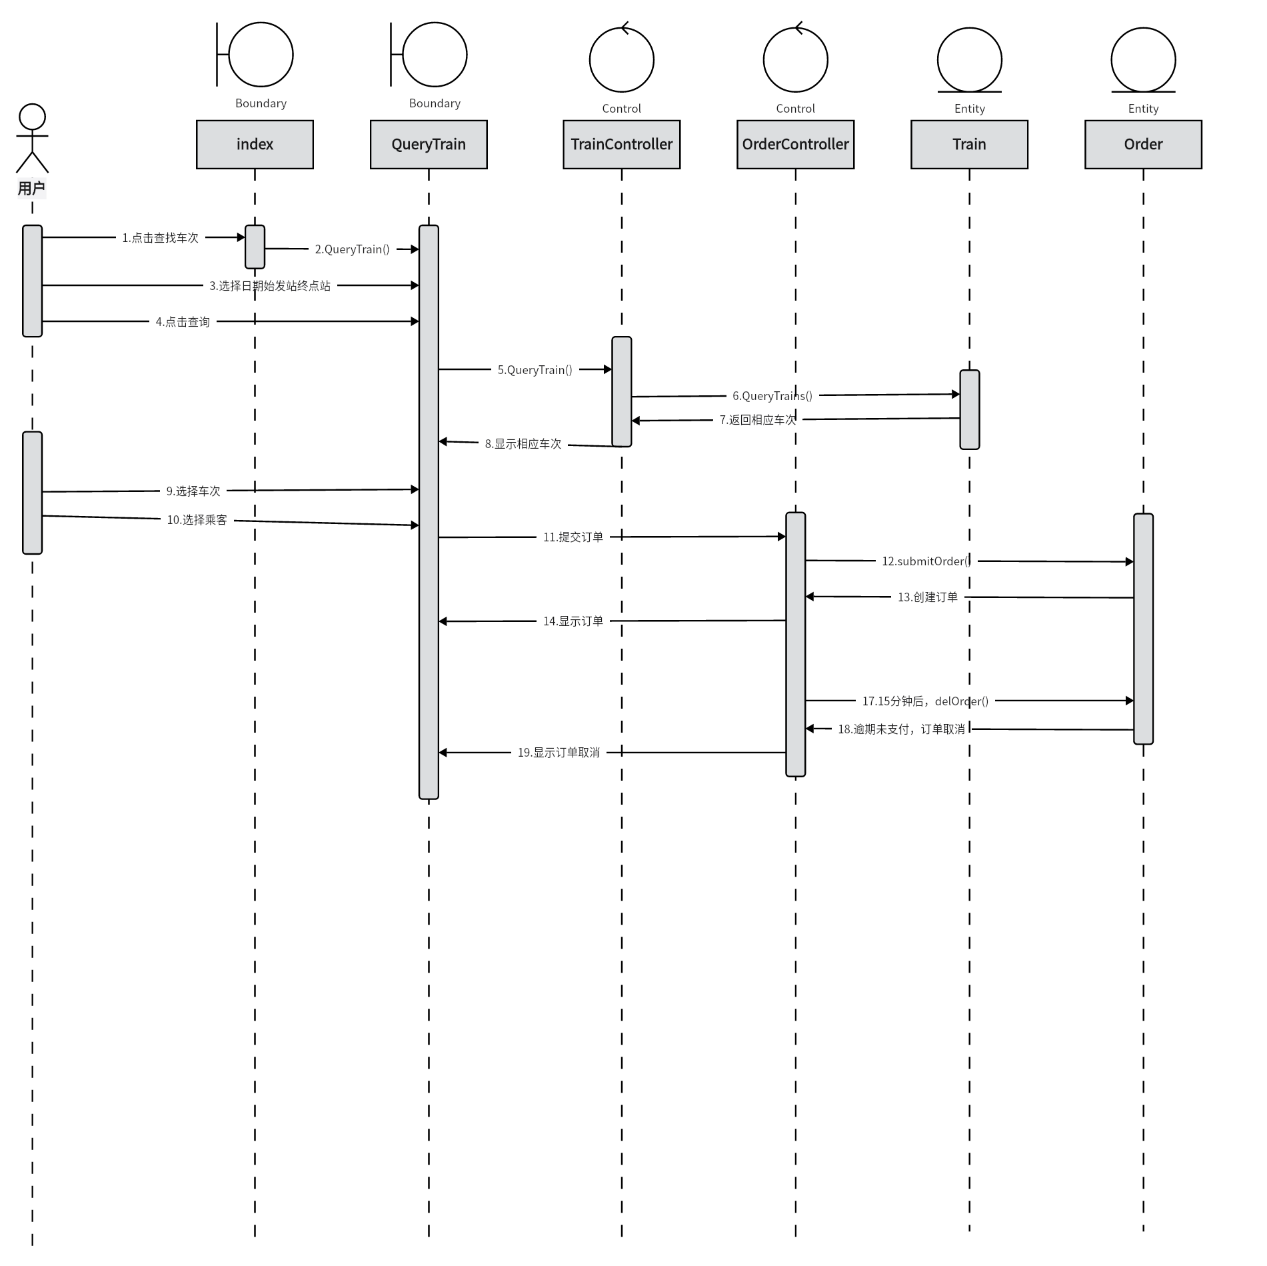 Boundary
Boundary
Control
Control
Entity
Entity
index
QueryTrain
TrainController
OrderController
Train
Order
用户
1.点击查找车次
2.QueryTrain()
3.选择日期始发站终点站
4.点击查询
5.QueryTrain()
6.QueryTrains()
7.返回相应车次
8.显示相应车次
9.选择车次
10.选择乘客
11.提交订单
12.submitOrder()
13.创建订单
14.显示订单
17.15分钟后，delOrder()
18.逾期未支付，订单取消
19.显示订单取消